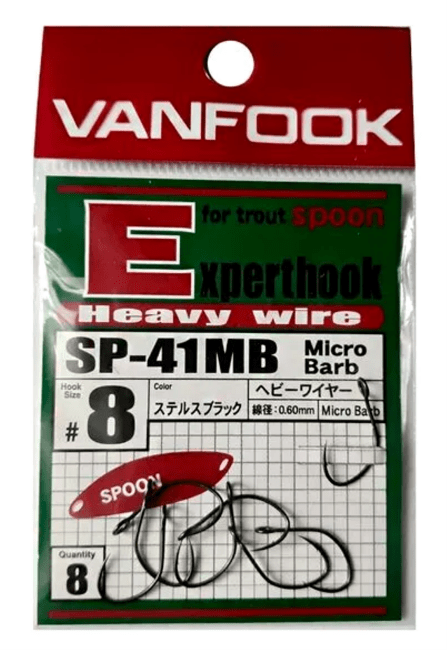 VANFOOK
for trout spoon
Experthook
Heavy wire
SP-41MB Micro Barb
Hook Size
#8
Color
ステルスブラック
ヘビーワイヤー
線径:0.60mm Micro Barb
SPOON
Quantity
8